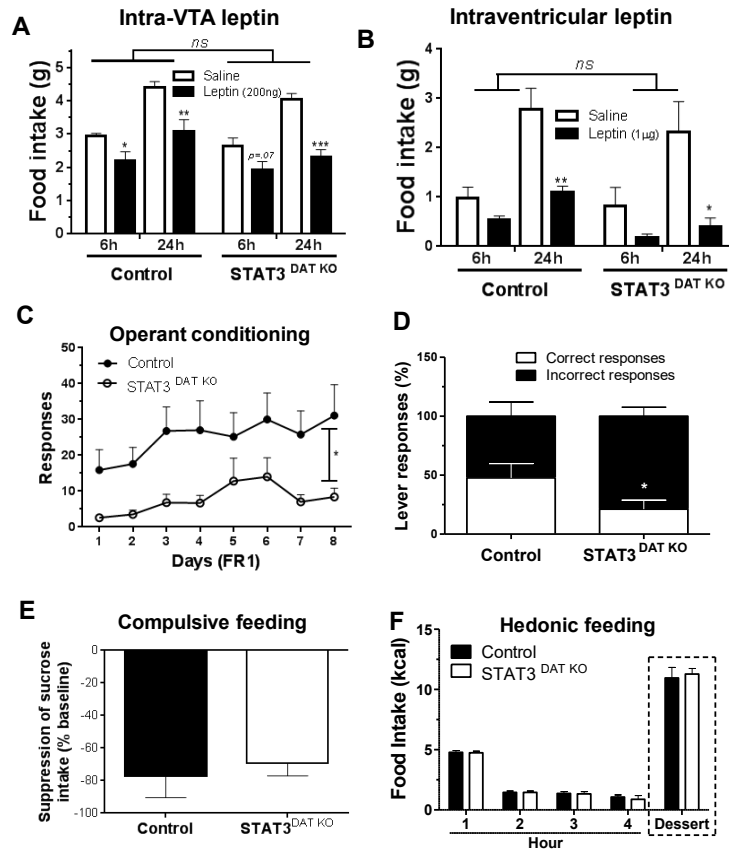 A
Intra-VTA leptin
ns
Saline
Leptin (200ng)
Food intake (g)
6
5
4
3
2
1
0
*
**
p=.07
***
6h 24h 6h 24h
Control STAT3 DAT KO
B
Intraventricular leptin
ns
Saline
Leptin (1µg)
Food intake (g)
4
3
2
1
0
**
*
6h 24h 6h 24h
Control STAT3 DAT KO
C
Operant conditioning
Control
STAT3 DAT KO
Responses
50
40
30
20
10
0
*
1 2 3 4 5 6 7 8
Days (FR1)
D
Correct responses
Incorrect responses
Lever responses (%)
150
100
50
0
*
Control STAT3 DAT KO
E
Compulsive feeding
Suppression of sucrose
intake (% baseline)
0
-20
-40
-60
-80
-100
Control STAT3 DAT KO
F
Hedonic feeding
Control
STAT3 DAT KO
Food Intake (kcal)
15
10
5
0
1 2 3 4 Dessert
Hour